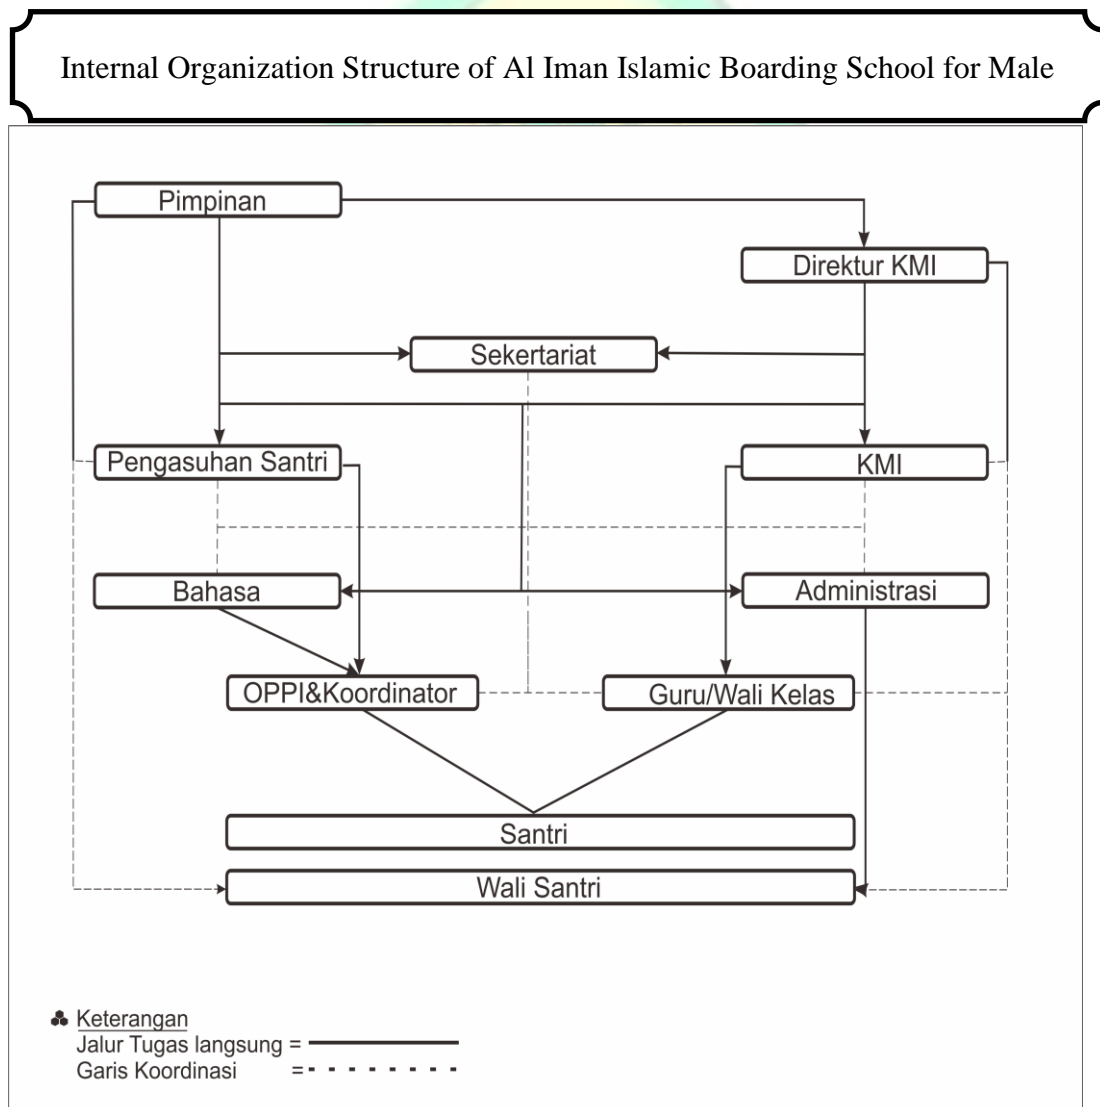 Internal Organization Structure of Al Iman Islamic Boarding School for Male
Pimpinan
Direktur KMI
Sekertariat
Pengasuhan Santri
KMI
Bahasa
Administrasi
OPPI&Koordinator
Guru/Wali Kelas
Santri
Wali Santri
Keterangan
Jalur Tugas langsung =
Garis Koordinasi =